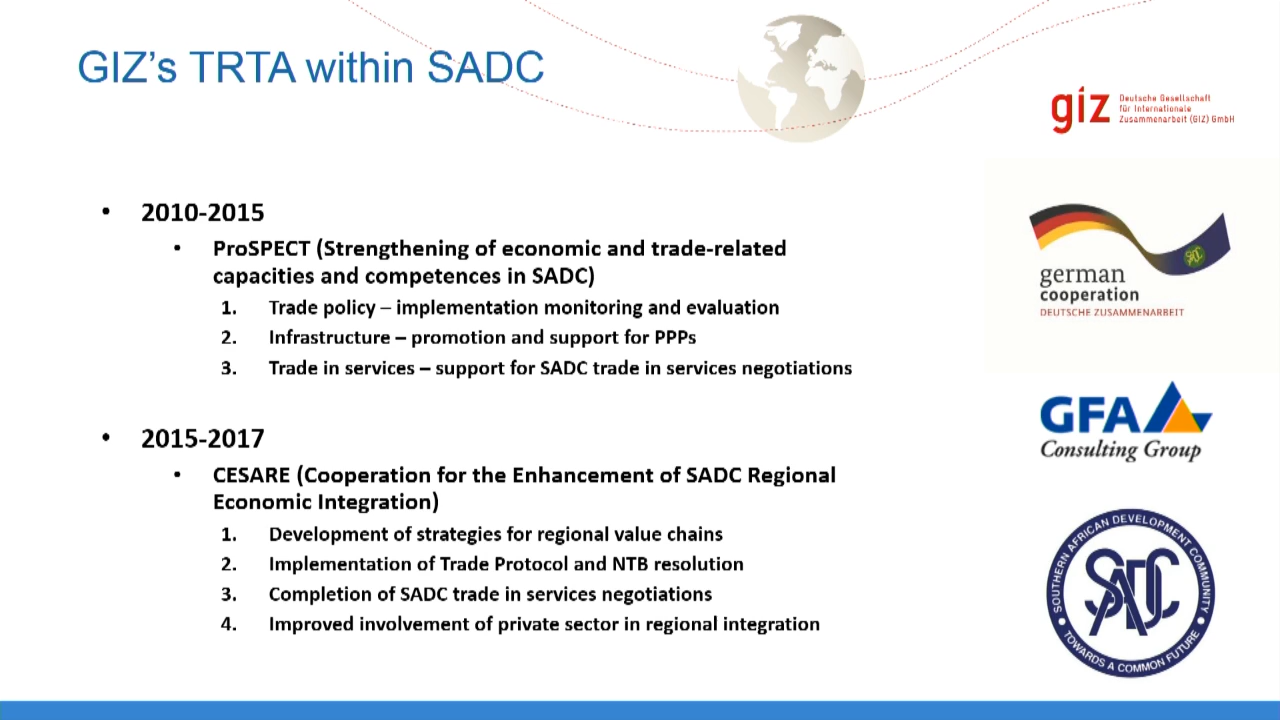 GIZ's TRTA within SADC
giz Deutsche Gesellschaft
für Internationale
Zusammenarbeit (GIZ) GmbH
• 2010-2015
• ProSPECT (Strengthening of economic and trade-related
capacities and competences in SADC)
1. Trade policy – implementation monitoring and evaluation
2. Infrastructure – promotion and support for PPPs
3. Trade in services – support for SADC trade in services negotiations
• 2015-2017
• CESARE (Cooperation for the Enhancement of SADC Regional
Economic Integration)
1. Development of strategies for regional value chains
2. Implementation of Trade Protocol and NTB resolution
3. Completion of SADC trade in services negotiations
4. Improved involvement of private sector in regional integration
SADC
german
cooperation
DEUTSCHE ZUSAMMENARBEIT
GFA
Consulting Group
SOUTHERN AFRICAN DEVELOPMENT COMMUNITY
SADC
• TOWARDS A COMMON FUTURE •